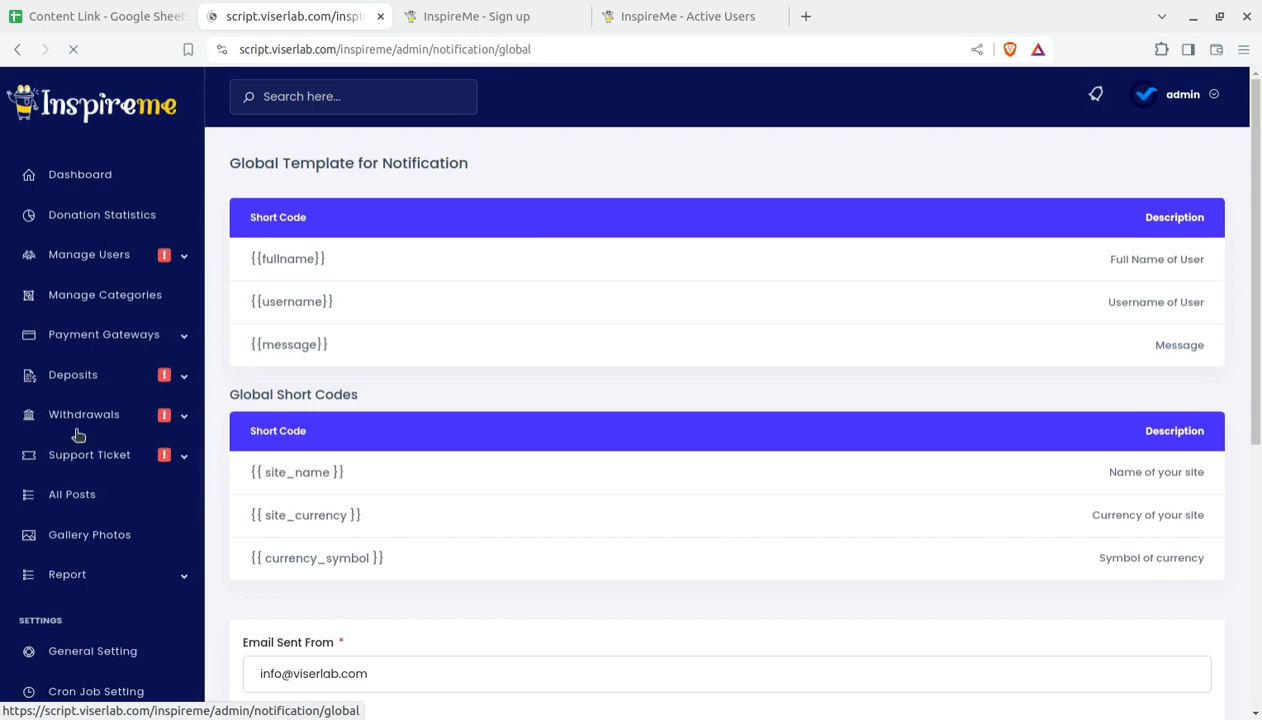 Content Link - Google Sheets
script.viserlab.com/inspi
InspireMe - Sign up
InspireMe - Active Users
script.viserlab.com/inspireme/admin/notification/global
Inspireme
Search here...
admin
Dashboard
Donation Statistics
Manage Users
Manage Categories
Payment Gateways
Deposits
Withdrawals
Support Ticket
All Posts
Gallery Photos
Report
SETTINGS
General Setting
Cron Job Setting
Global Template for Notification
Short Code Description
{{fullname}} Full Name of User
{{username}} Username of User
{{message}} Message
Global Short Codes
Short Code Description
{{ site_name }} Name of your site
{{ site_currency }} Currency of your site
{{ currency_symbol }} Symbol of currency
Email Sent From *
info@viserlab.com
https://script.viserlab.com/inspireme/admin/notification/global